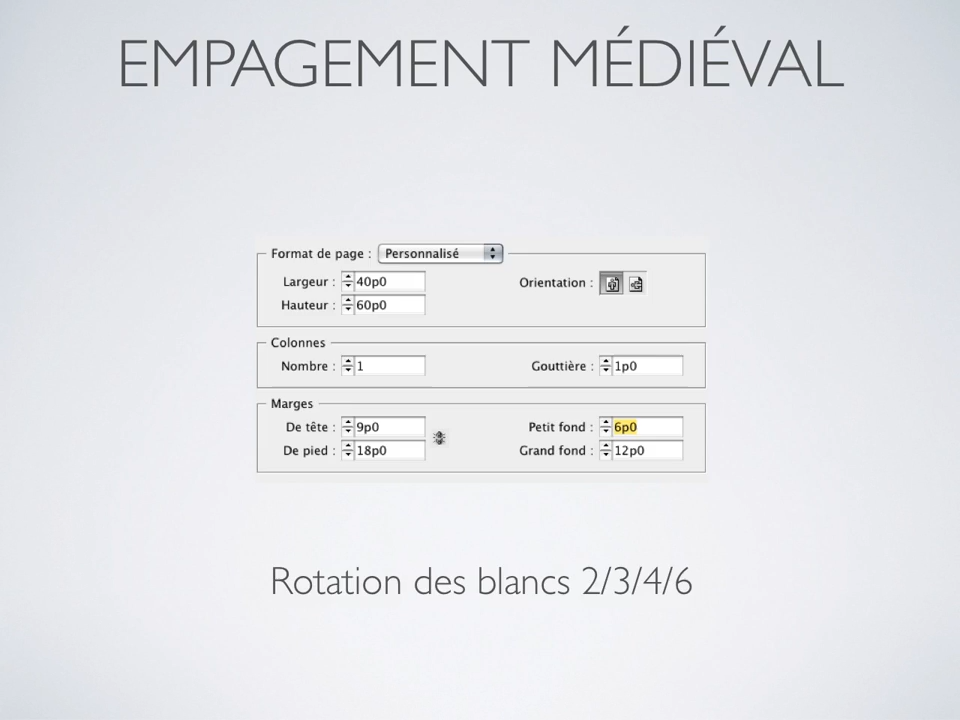 EMPAGEMENT MÉDIÉVAL
Format de page : Personnalisé
Largeur : 40p0 Orientation :
Hauteur : 60p0
Colonnes
Nombre : 1 Gouttière : 1p0
Marges
De tête : 9p0 Petit fond : 6p0
De pied : 18p0 Grand fond : 12p0
Rotation des blancs 2/3/4/6